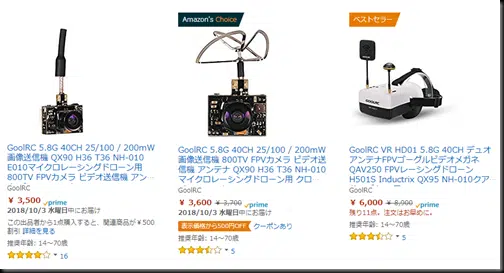 Amazon's Choice
ベストセラー
GOOLRC
GoolRC 5.8G 40CH 25/100 / 200mW
画像送信機 QX90 H36 T36 NH-010
E010マイクロレーシングドローン用
800TV FPVカメラ ビデオ送信機 アン...
GoolRC
￥ 3,500 prime
2018/10/3 水曜日中にお届け
この出品者から1点購入すると、関連商品が￥500
割引 詳細を見る
推奨年齢: 14～70歳
16
GoolRC 5.8G 40CH 25/100 / 200mW
画像送信機 800TV FPVカメラ ビデオ送
信機 アンテナ QX90 H36 T36 NH-010
マイクロレーシングドローン用 クロ
GoolRC
￥ 3,600 ￥ 3,700 prime
2018/10/3 水曜日中にお届け
表示価格から500円OFF クーポンあり
推奨年齢: 14～70歳
5
GoolRC VR HD01 5.8G 40CH デュオ
アンテナFPVゴーグルビデオメガネ
QAV250 FPVレーシングドローン
H501S Inductrix QX95 NH-010クア...
GoolRC
￥ 6,000 ￥ 8,900 prime
残り11点。注文はお早めに。
推奨年齢: 14～70歳
5